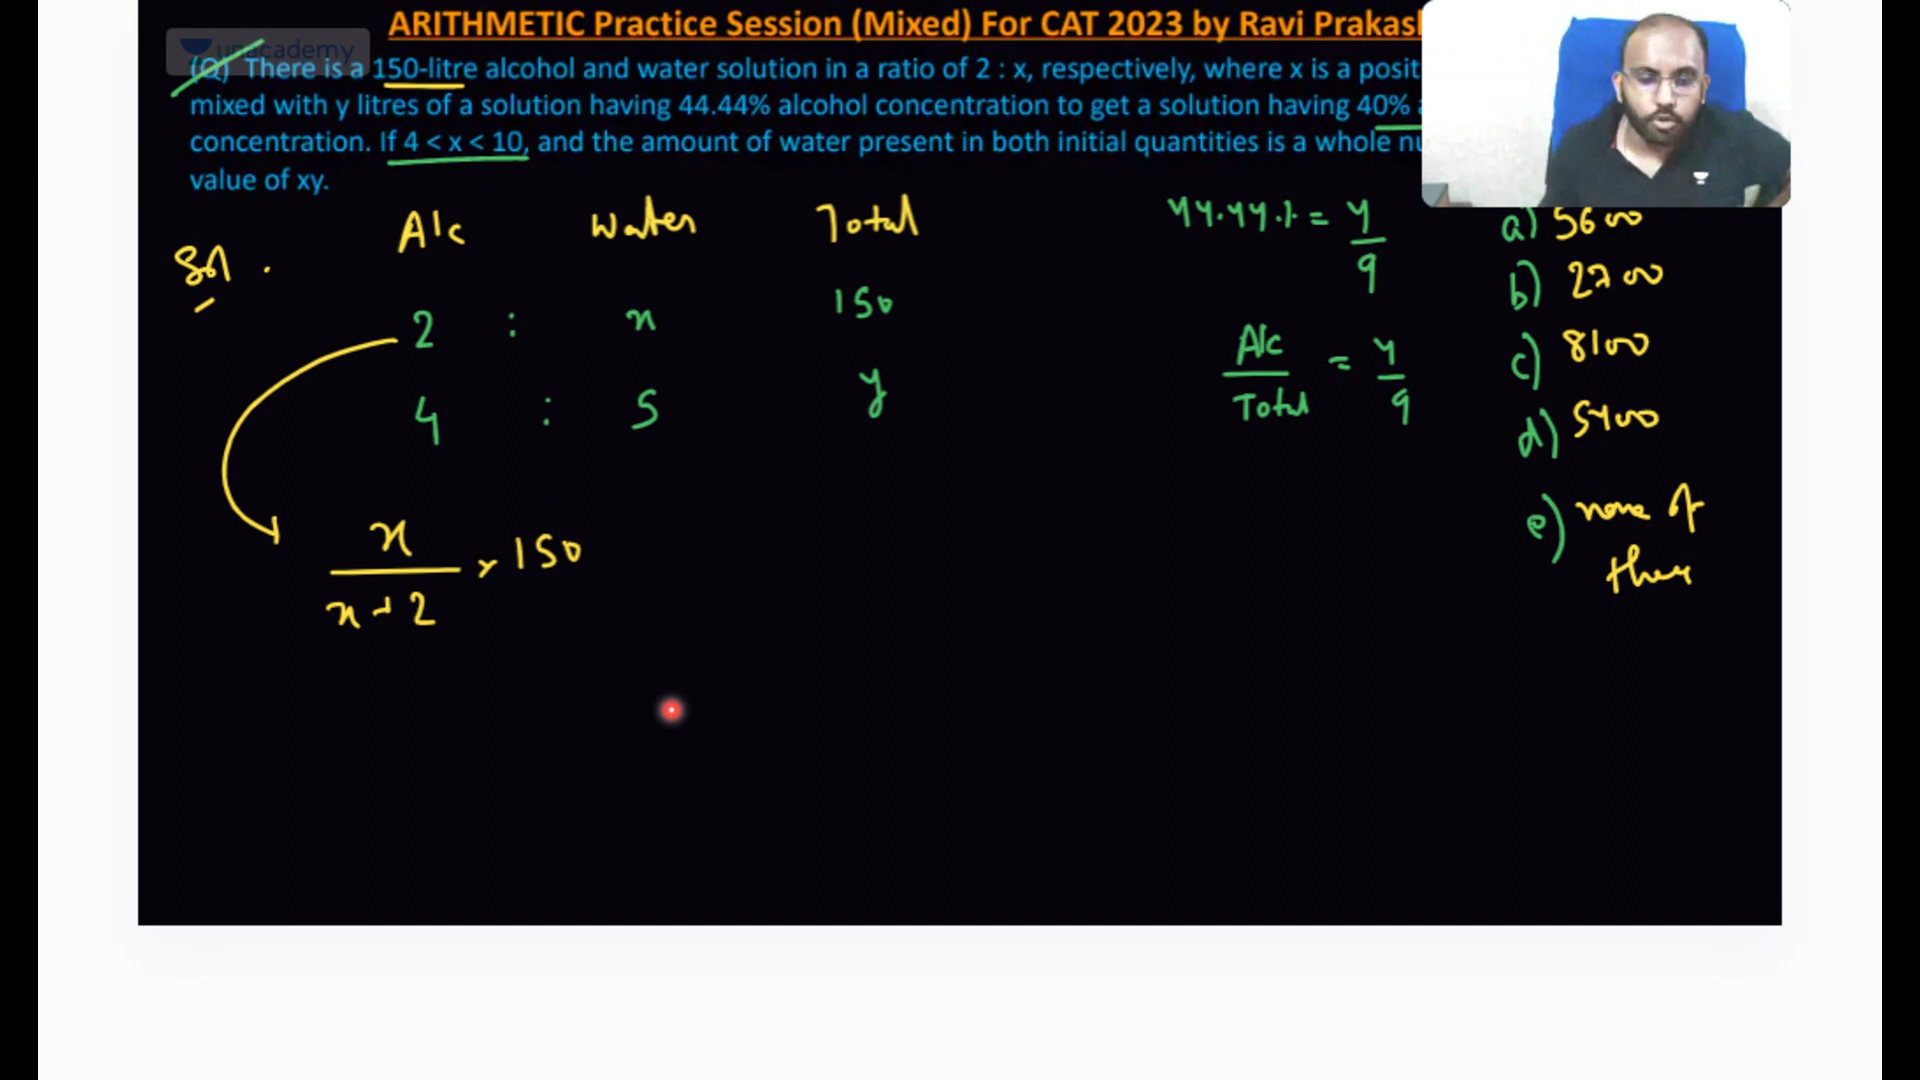 ARITHMETIC Practice Session (Mixed) For CAT 2023 by Ravi Prakash
unacademy
(Q) There is a 150-litre alcohol and water solution in a ratio of 2 : x, respectively, where x is a posit
mixed with y litres of a solution having 44.44% alcohol concentration to get a solution having 40%
concentration. If 4 < x < 10, and the amount of water present in both initial quantities is a whole nu
value of xy.
Sol.
Alc Water Total
2 : x 150
4 : 5 y
x
x+2
× 150
44.44% = 4/9
Alc/Total = 4/9
a) 5600
b) 2700
c) 8100
d) 5400
e) none of
these